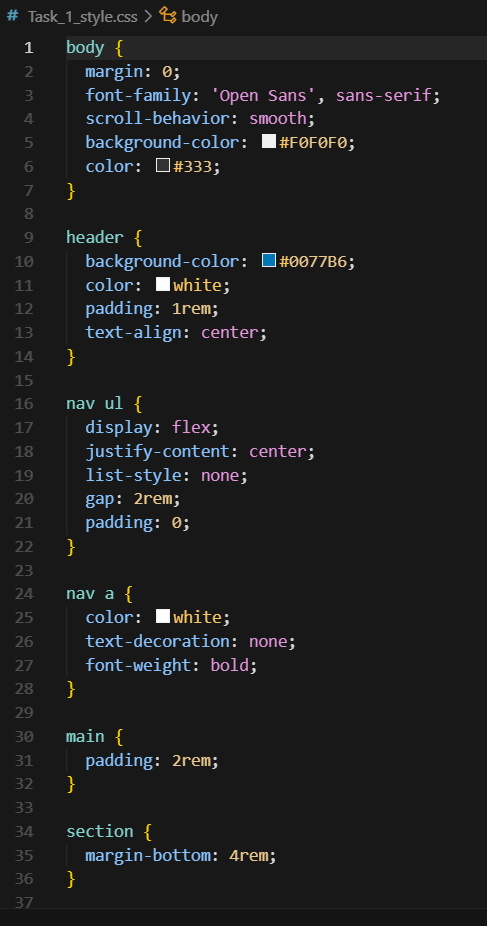 # Task_1_style.css > body
1 body {
2   margin: 0;
3   font-family: 'Open Sans', sans-serif;
4   scroll-behavior: smooth;
5   background-color: #F0F0F0;
6   color: #333;
7 }
8
9 header {
10   background-color: #0077B6;
11   color: white;
12   padding: 1rem;
13   text-align: center;
14 }
15
16 nav ul {
17   display: flex;
18   justify-content: center;
19   list-style: none;
20   gap: 2rem;
21   padding: 0;
22 }
23
24 nav a {
25   color: white;
26   text-decoration: none;
27   font-weight: bold;
28 }
29
30 main {
31   padding: 2rem;
32 }
33
34 section {
35   margin-bottom: 4rem;
36 }
37